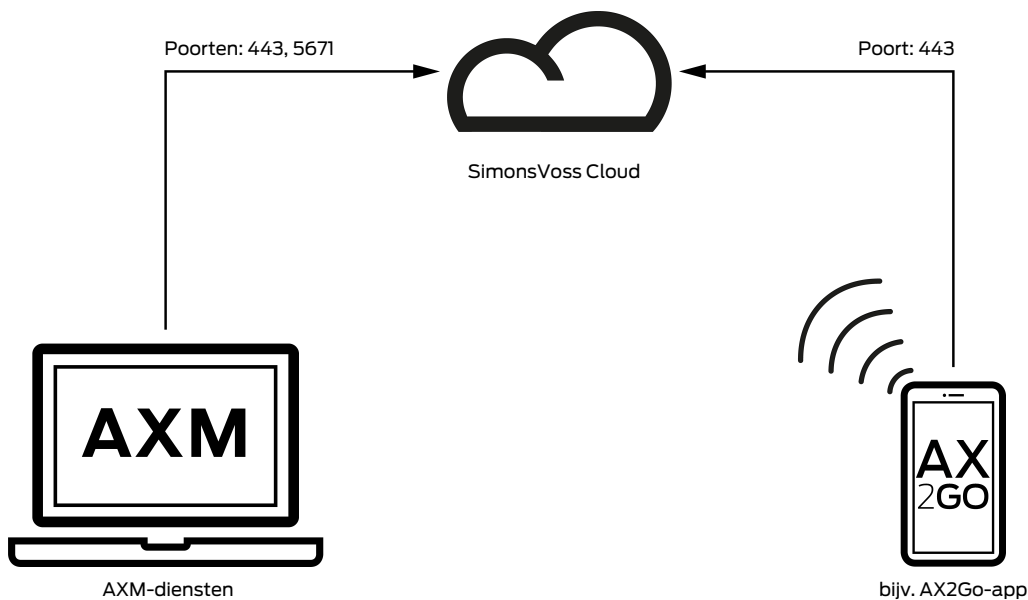 Poorten: 443, 5671
Poort: 443
SimonsVoss Cloud
AXM
AX
2GO
AXM-diensten
bijv. AX2Go-app